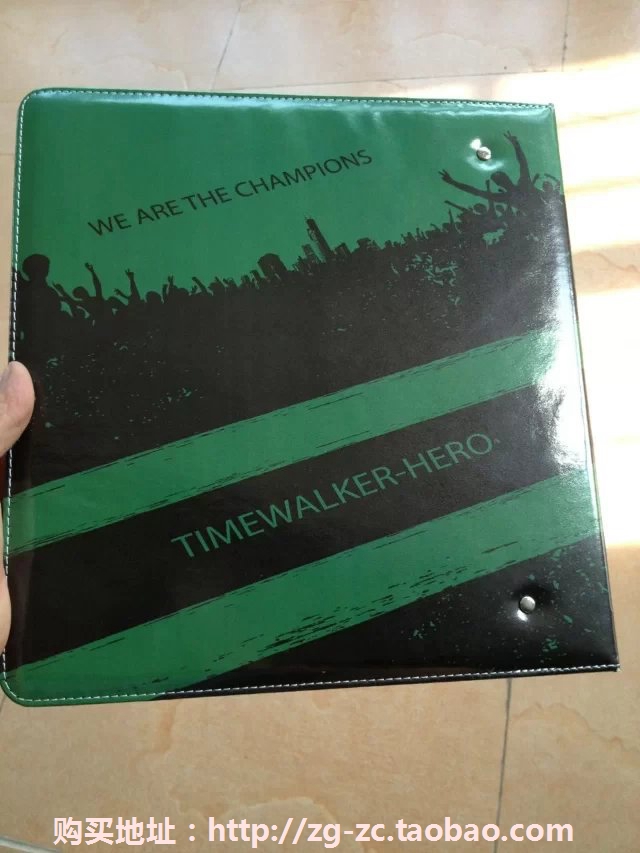 WE ARE THE CHAMPIONS
TIMEWALKER-HERO
购买地址：http://zg-zc.taobao.com